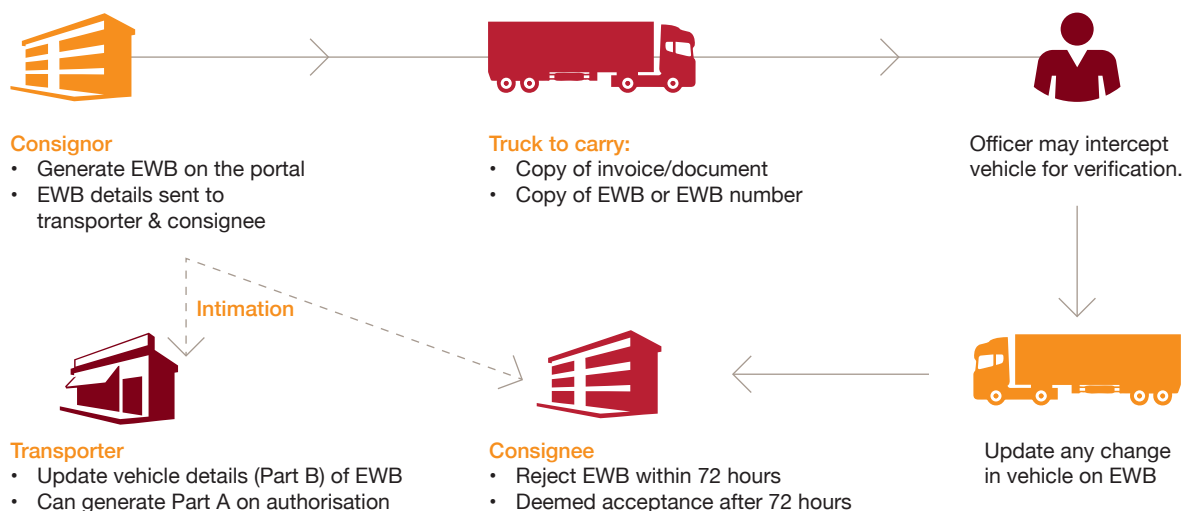 Consignor
• Generate EWB on the portal
• EWB details sent to
transporter & consignee
Truck to carry:
• Copy of invoice/document
• Copy of EWB or EWB number
Officer may intercept
vehicle for verification.
Intimation
Transporter
• Update vehicle details (Part B) of EWB
• Can generate Part A on authorisation
Consignee
• Reject EWB within 72 hours
• Deemed acceptance after 72 hours
Update any change
in vehicle on EWB